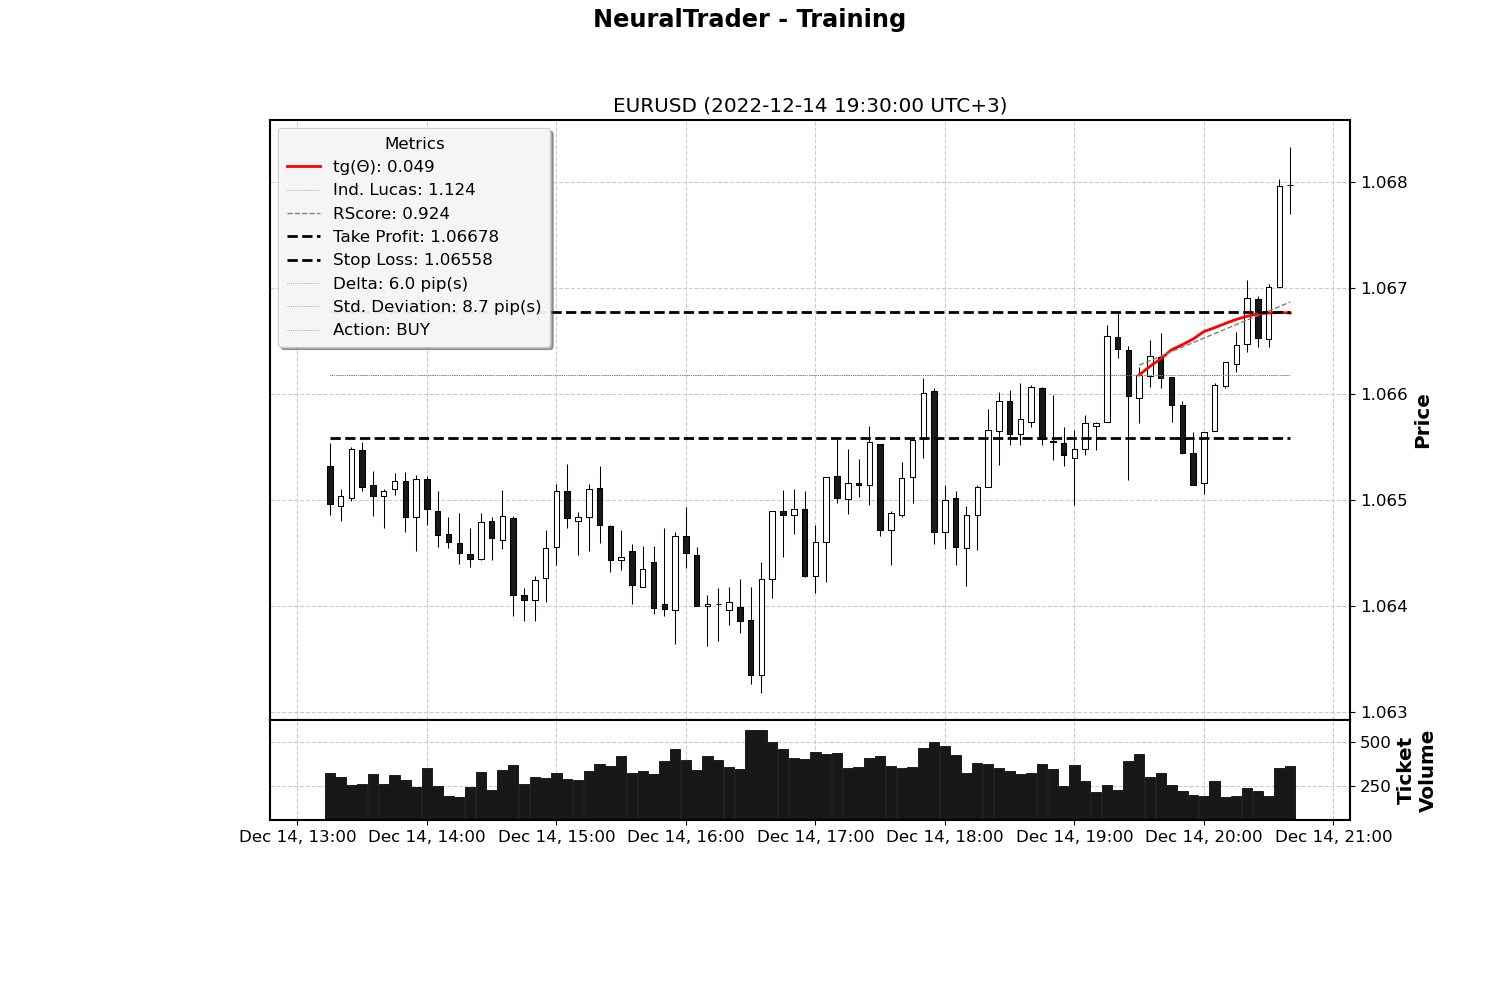 NeuralTrader - Training
EURUSD (2022-12-14 19:30:00 UTC+3)
Metrics
tg(Θ): 0.049
Ind. Lucas: 1.124
RScore: 0.924
Take Profit: 1.06678
Stop Loss: 1.06558
Delta: 6.0 pip(s)
Std. Deviation: 8.7 pip(s)
Action: BUY
1.068
1.067
1.066
1.065
1.064
1.063
Price
500
250
Ticket
Volume
Dec 14, 13:00
Dec 14, 14:00
Dec 14, 15:00
Dec 14, 16:00
Dec 14, 17:00
Dec 14, 18:00
Dec 14, 19:00
Dec 14, 20:00
Dec 14, 21:00